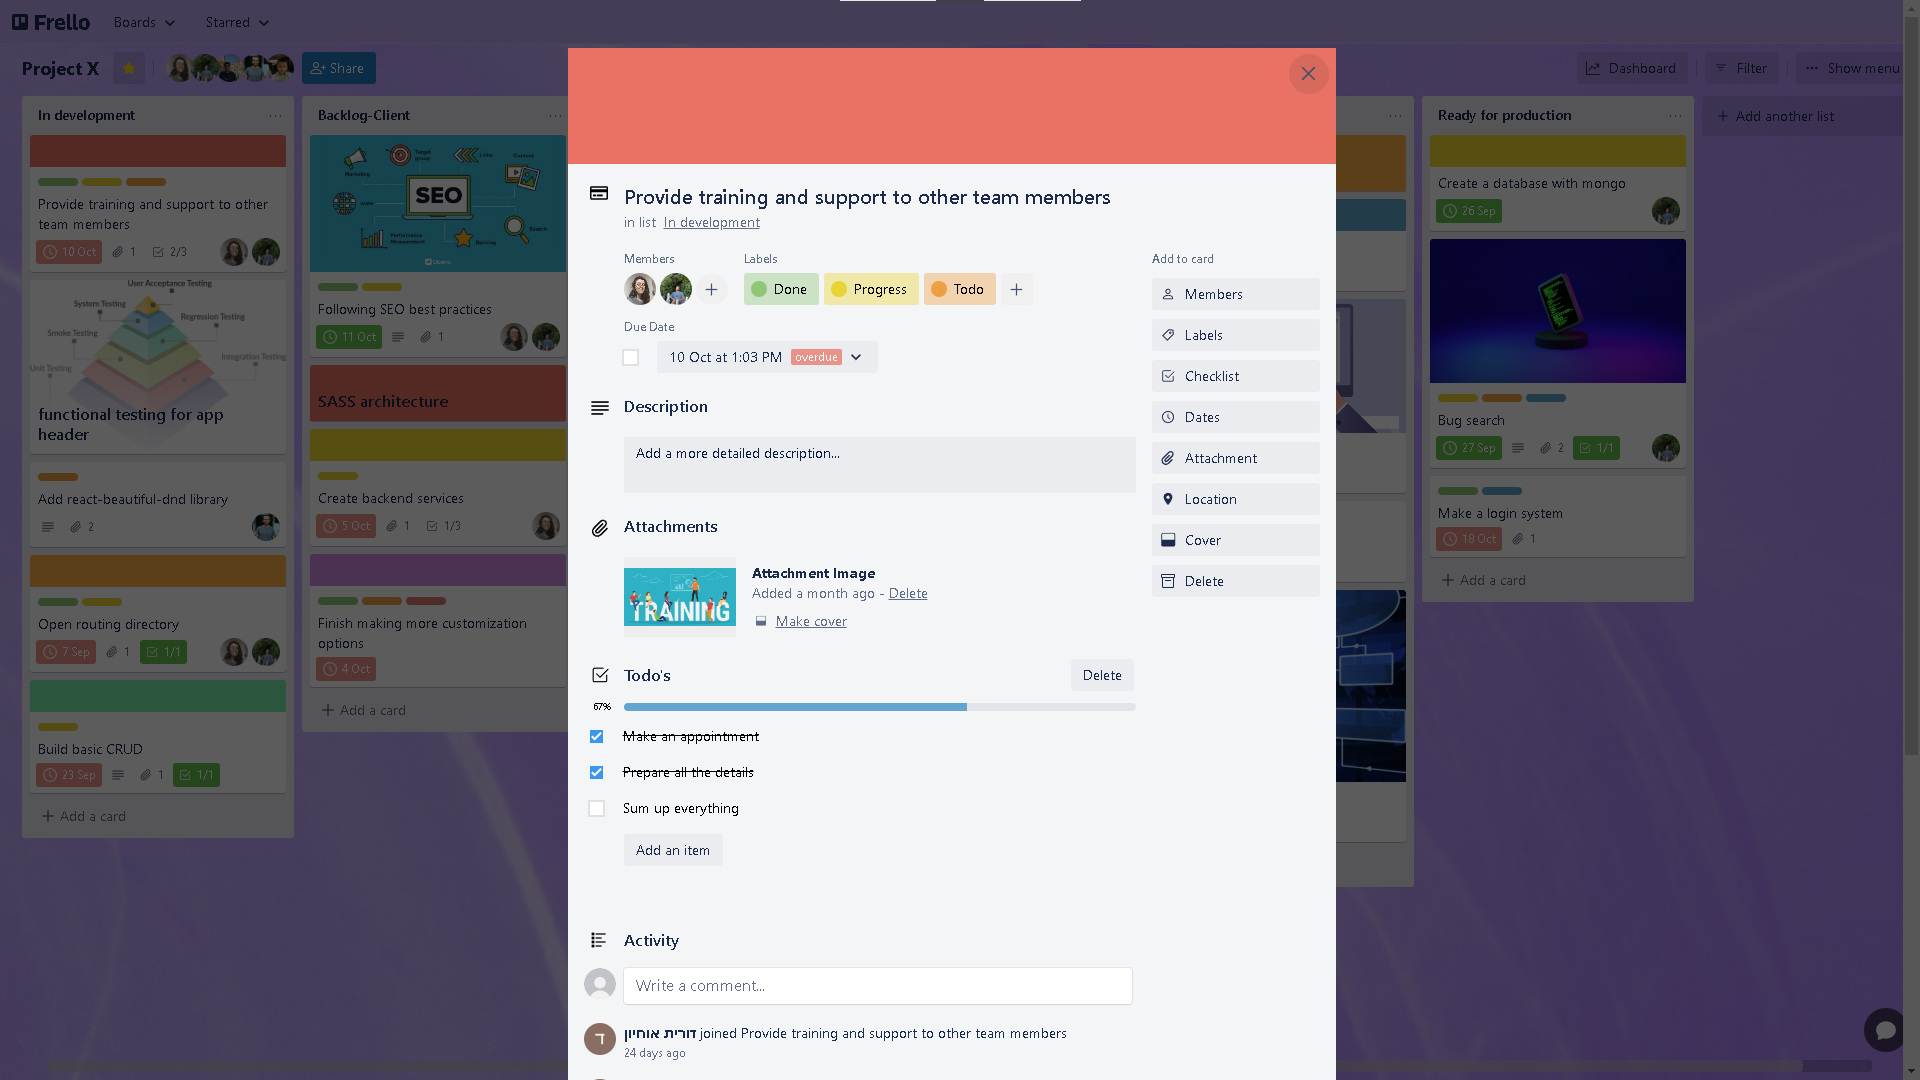 Frello
Boards
Starred
Project X
Share
Dashboard
Filter
Show menu
In development
Provide training and support to other
team members
10 Oct
1
2/3
User Acceptance Testing
System Testing
Regression Testing
Smoke Testing
Integration Testing
Unit Testing
functional testing for app
header
Add react-beautiful-dnd library
2
Open routing directory
7 Sep
1
1/1
Build basic CRUD
23 Sep
1
1/1
Add a card
Backlog-Client
Marketing
Target
group
Links
Content
SEO
Performance
Measurement
Search
Following SEO best practices
11 Oct
1
SASS architecture
Create backend services
5 Oct
1
1/3
Finish making more customization
options
4 Oct
Add a card
Provide training and support to other team members
in list In development
Members
Labels
Done
Progress
Todo
Due Date
10 Oct at 1:03 PM overdue
Description
Add a more detailed description...
Attachments
TRAINING
Attachment Image
Added a month ago - Delete
Make cover
Todo's
Delete
67%
Make an appointment
Prepare all the details
Sum up everything
Add an item
Activity
Write a comment...
ד
דורית אוחיון joined Provide training and support to other team members
24 days ago
Add to card
Members
Labels
Checklist
Dates
Attachment
Location
Cover
Delete
Ready for production
Create a database with mongo
26 Sep
Bug search
27 Sep
2
1/1
Make a login system
18 Oct
1
Add a card
Add another list